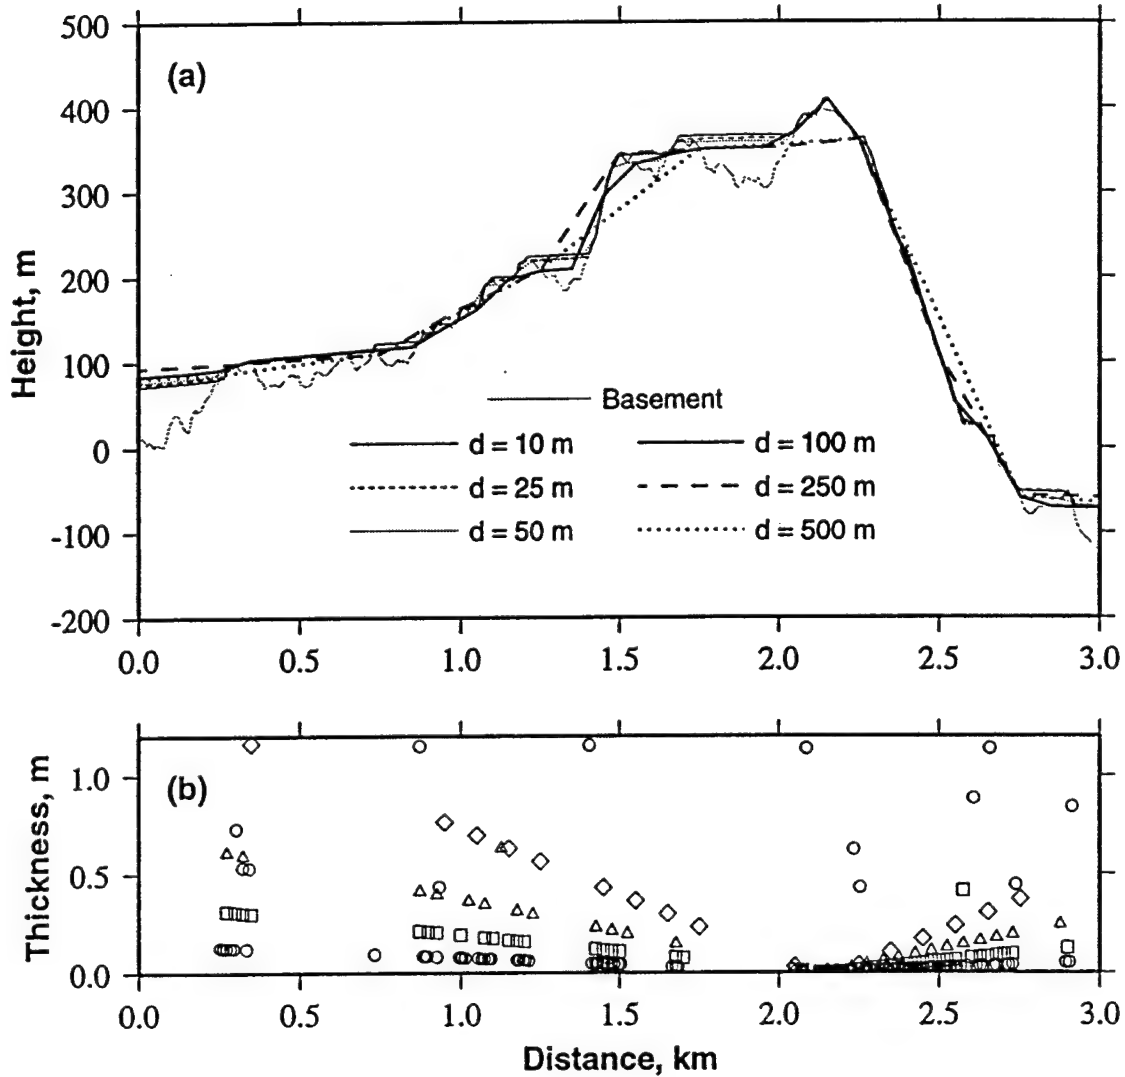 500
(a)
400
300
200
100
0
-100
-200
Height, m
Basement
d = 10 m
d = 100 m
d = 25 m
d = 250 m
d = 50 m
d = 500 m
0.0 0.5 1.0 1.5 2.0 2.5 3.0
(b)
1.0
0.5
0.0
Thickness, m
0.0 0.5 1.0 1.5 2.0 2.5 3.0
Distance, km